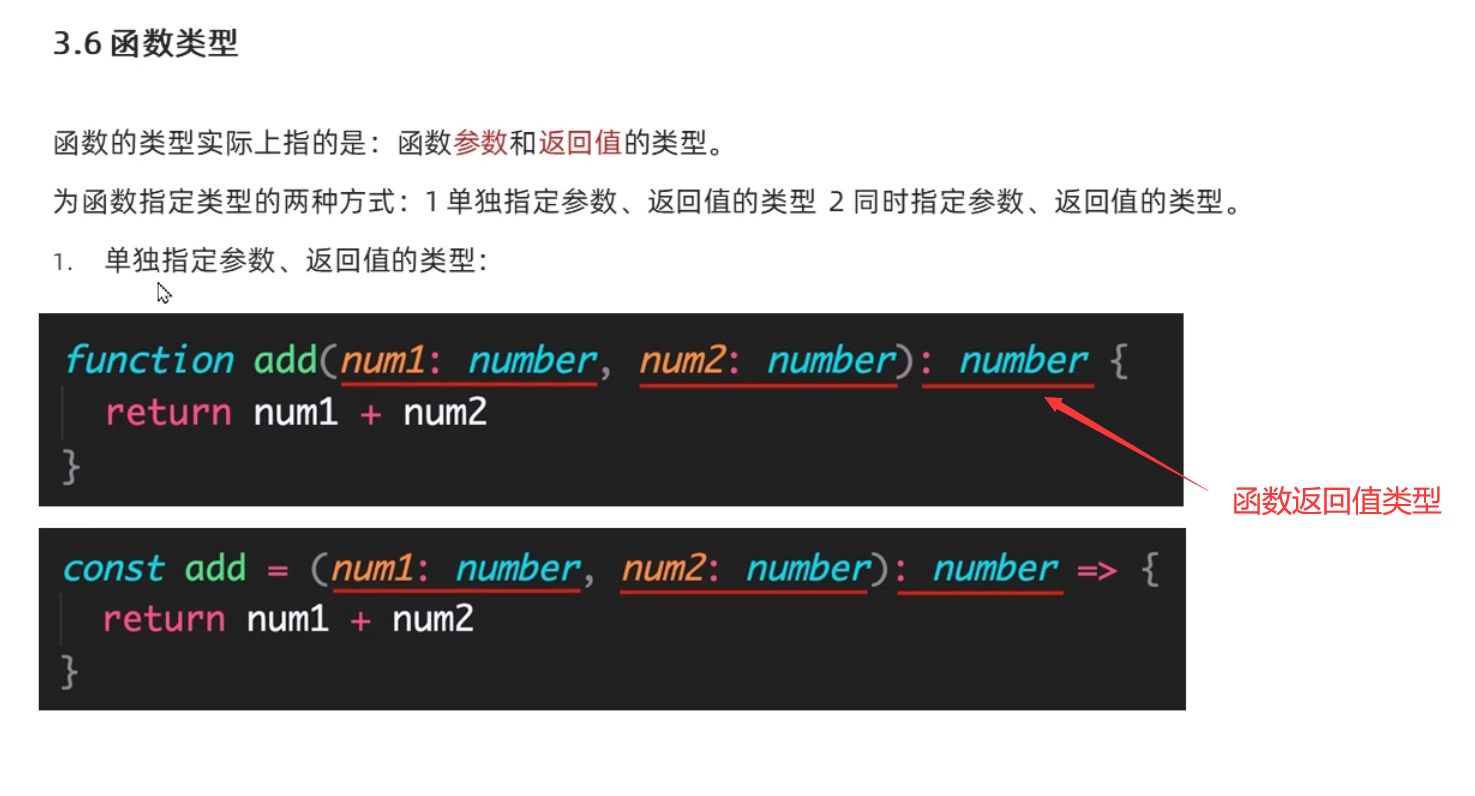 3.6 函数类型
函数的类型实际上指的是：函数参数和返回值的类型。
为函数指定类型的两种方式：1 单独指定参数、返回值的类型 2 同时指定参数、返回值的类型。
1. 单独指定参数、返回值的类型：
function add(num1: number, num2: number): number {
return num1 + num2
}
函数返回值类型
const add = (num1: number, num2: number): number => {
return num1 + num2
}